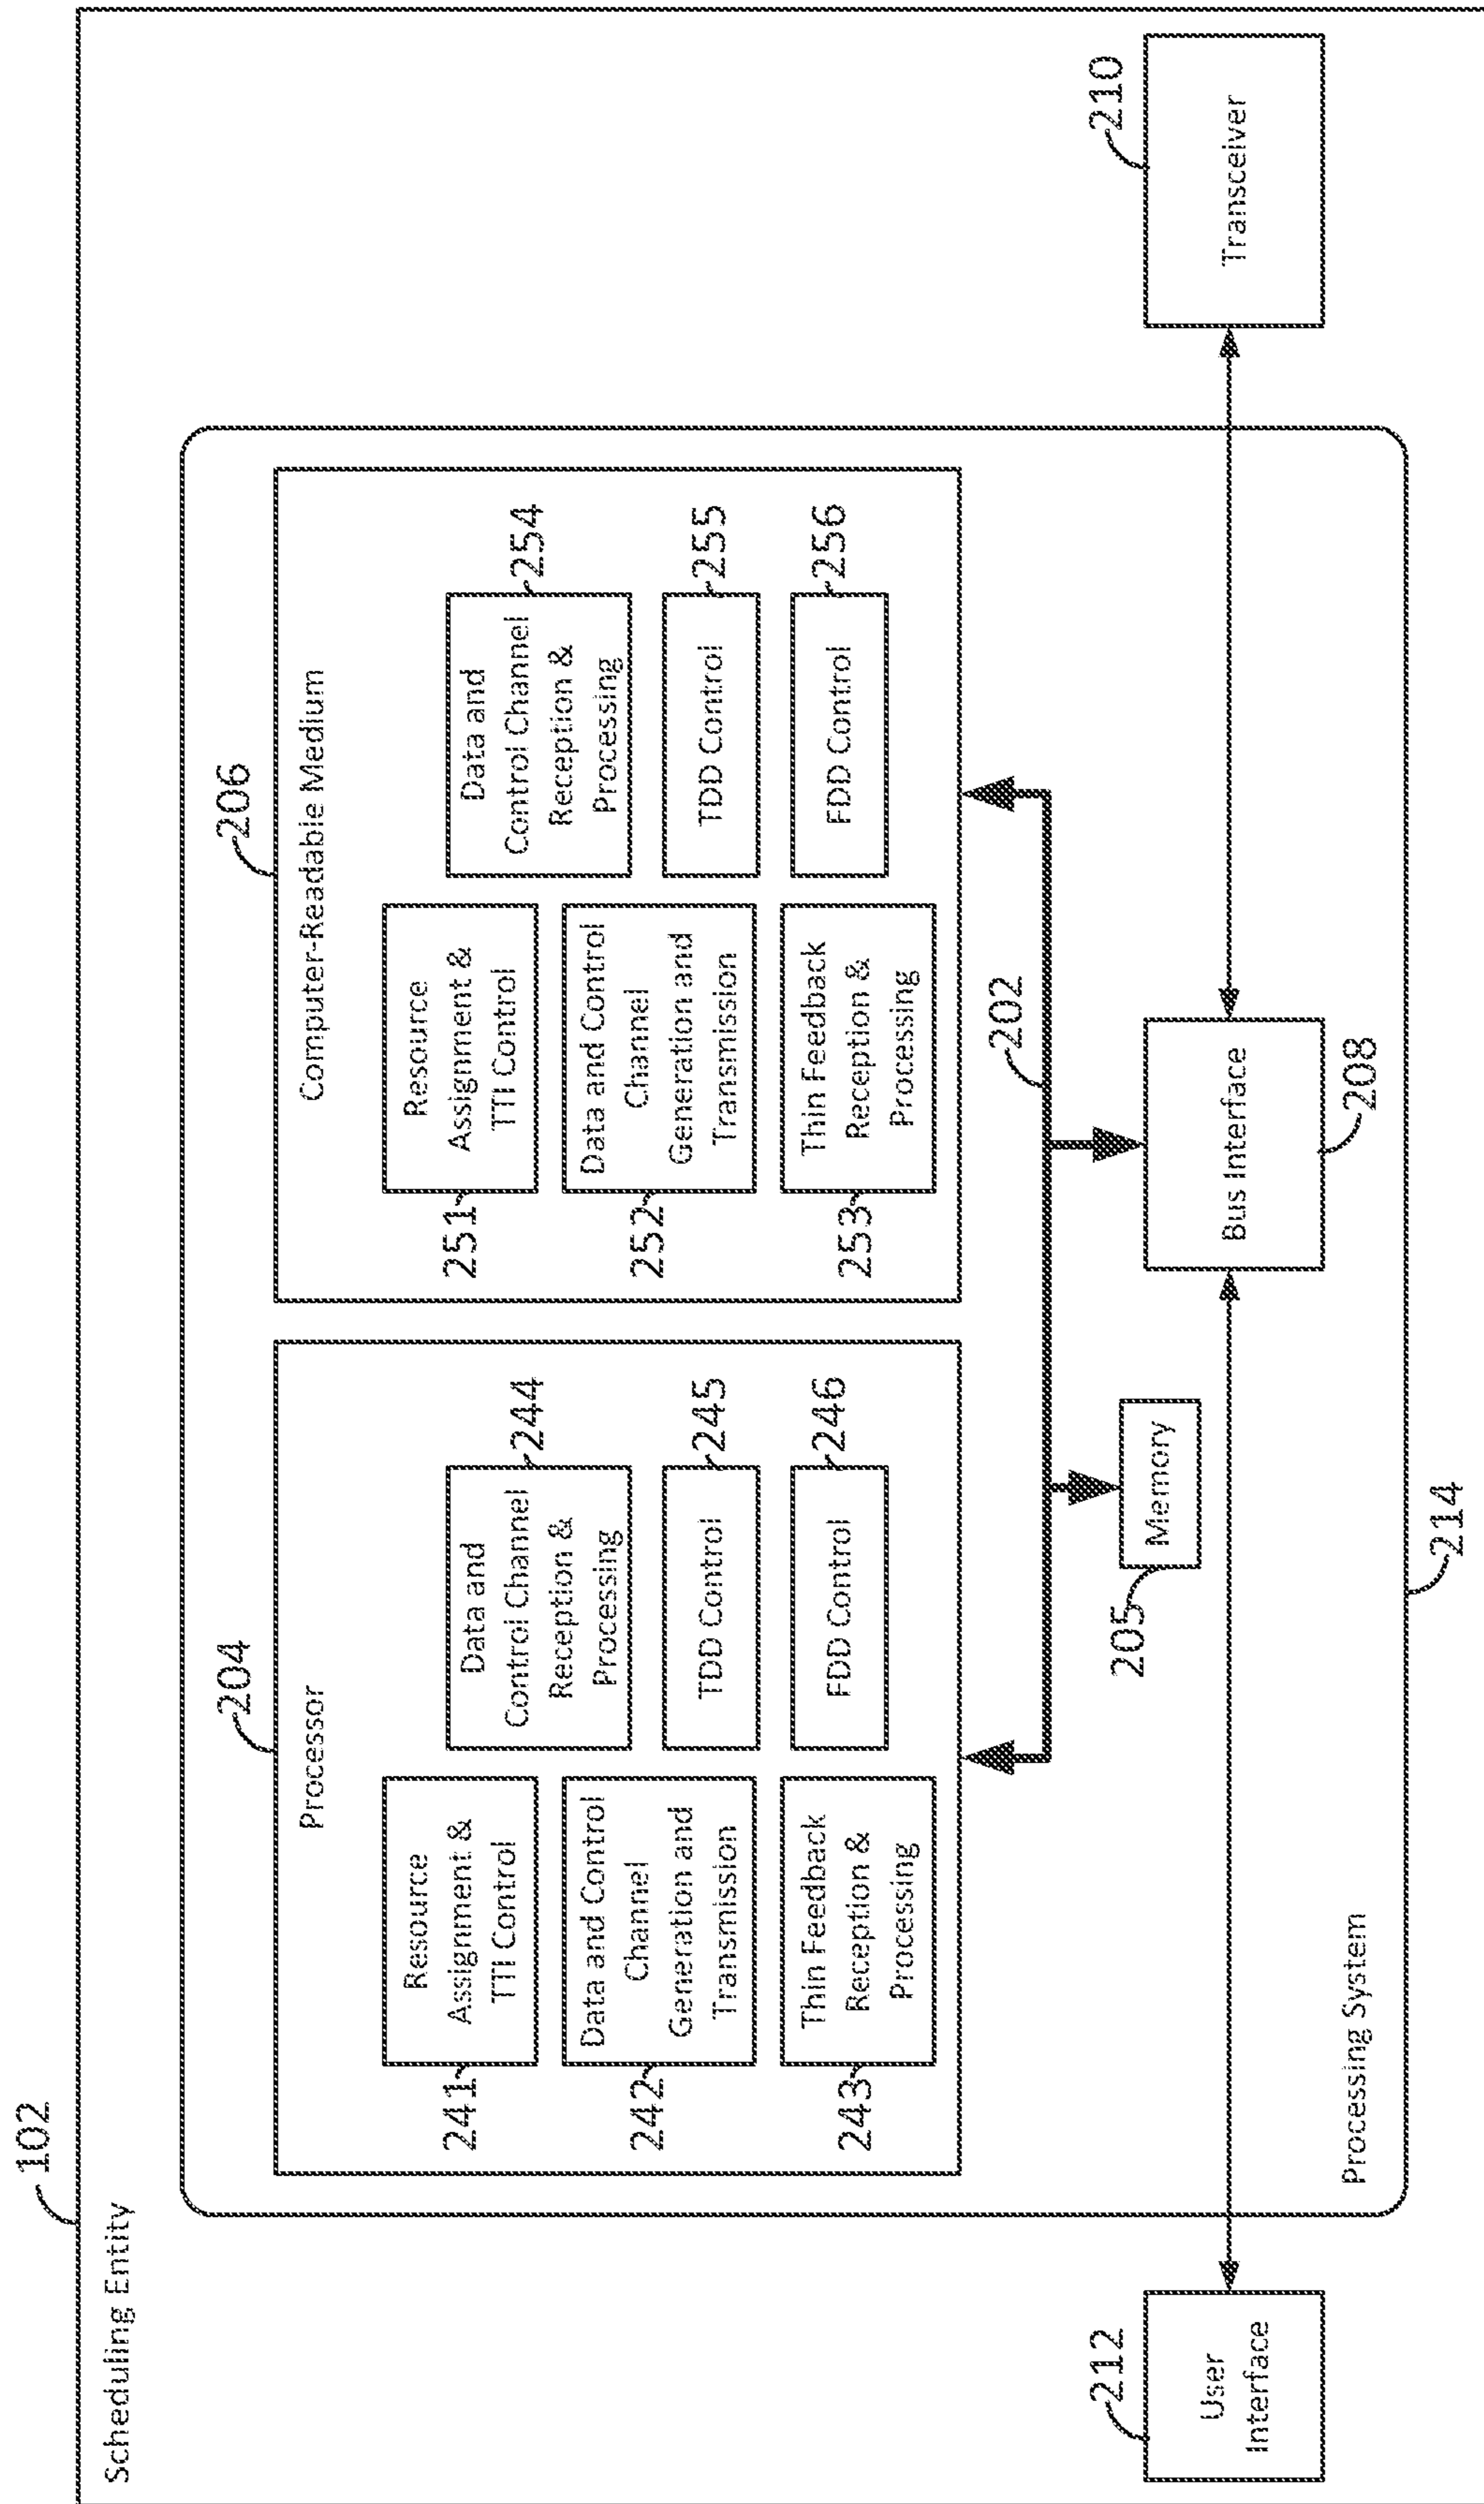 102
Scheduling Entity
204
Processor
241
Resource
Assignment &
TTI Control
242
Data and Control
Channel
Generation and
Transmission
243
Thin Feedback
Reception &
Processing
244
Data and
Control Channel
Reception &
Processing
245
TDD Control
246
FDD Control
206
Computer-Readable Medium
251
Resource
Assignment &
TTI Control
252
Data and Control
Channel
Generation and
Transmission
253
Thin Feedback
Reception &
Processing
254
Data and
Control Channel
Reception &
Processing
255
TDD Control
256
FDD Control
202
205
Memory
212
User
Interface
Bus Interface
208
210
Transceiver
Processing System
214